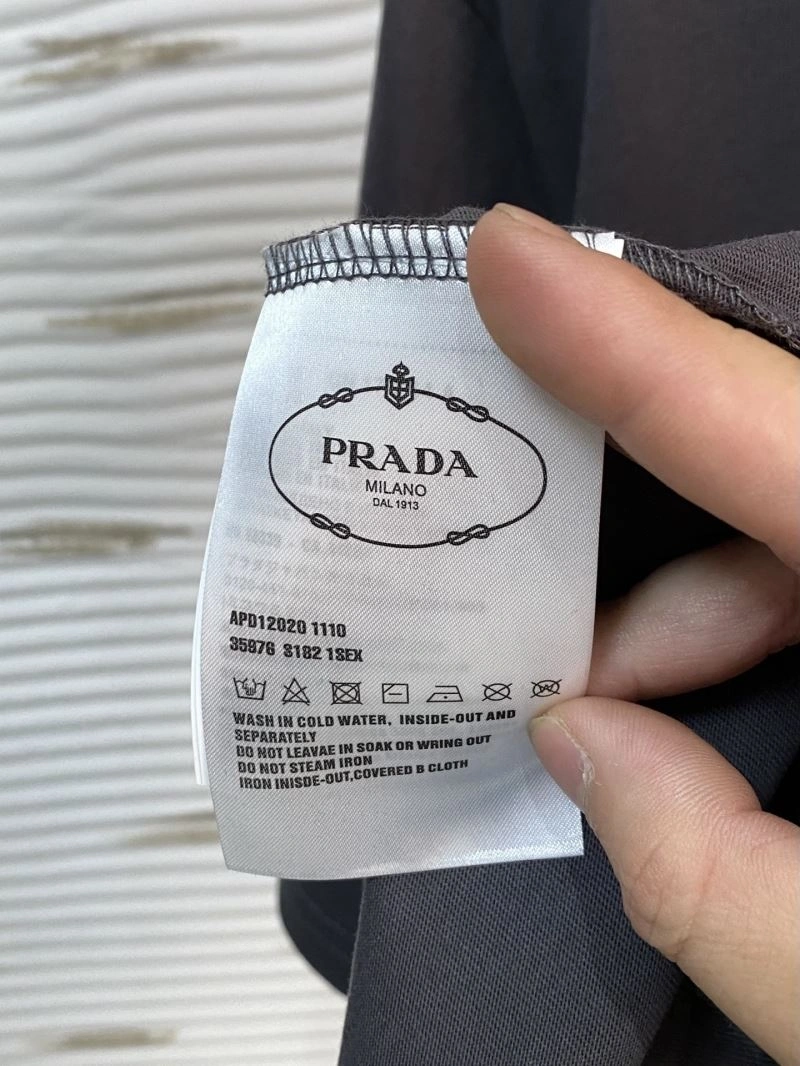 PRADA
MILANO
DAL 1913
APD12020 1110
35976 S182 1SEX
WASH IN COLD WATER, INSIDE-OUT AND
SEPARATELY
DO NOT LEAVAE IN SOAK OR WRING OUT
DO NOT STEAM IRON
IRON INISDE-OUT,COVERED B CLOTH